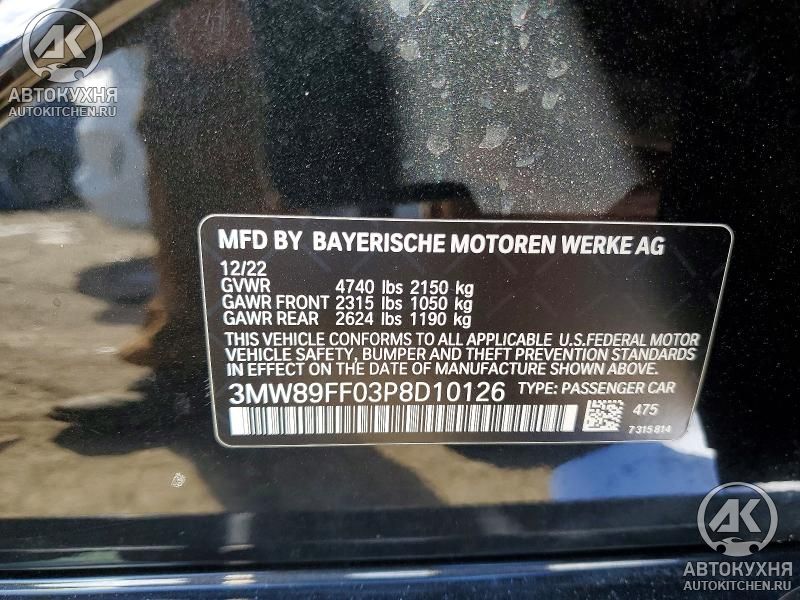 АК
АВТОКУХНЯ
AUTOKITCHEN.RU
MFD BY BAYERISCHE MOTOREN WERKE AG
12/22
GVWR 4740 lbs 2150 kg
GAWR FRONT 2315 lbs 1050 kg
GAWR REAR 2624 lbs 1190 kg
THIS VEHICLE CONFORMS TO ALL APPLICABLE U.S.FEDERAL MOTOR
VEHICLE SAFETY, BUMPER, AND THEFT PREVENTION STANDARDS
IN EFFECT ON THE DATE OF MANUFACTURE SHOWN ABOVE.
3MW89FF03P8D10126 TYPE: PASSENGER CAR
475
7315814
АК
АВТОКУХНЯ
AUTOKITCHEN.RU